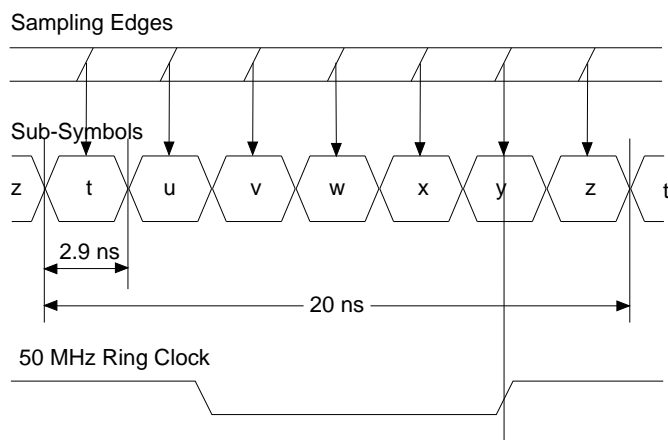 Sampling Edges
Sub-Symbols
z t u v w x y z t
2.9 ns
20 ns
50 MHz Ring Clock